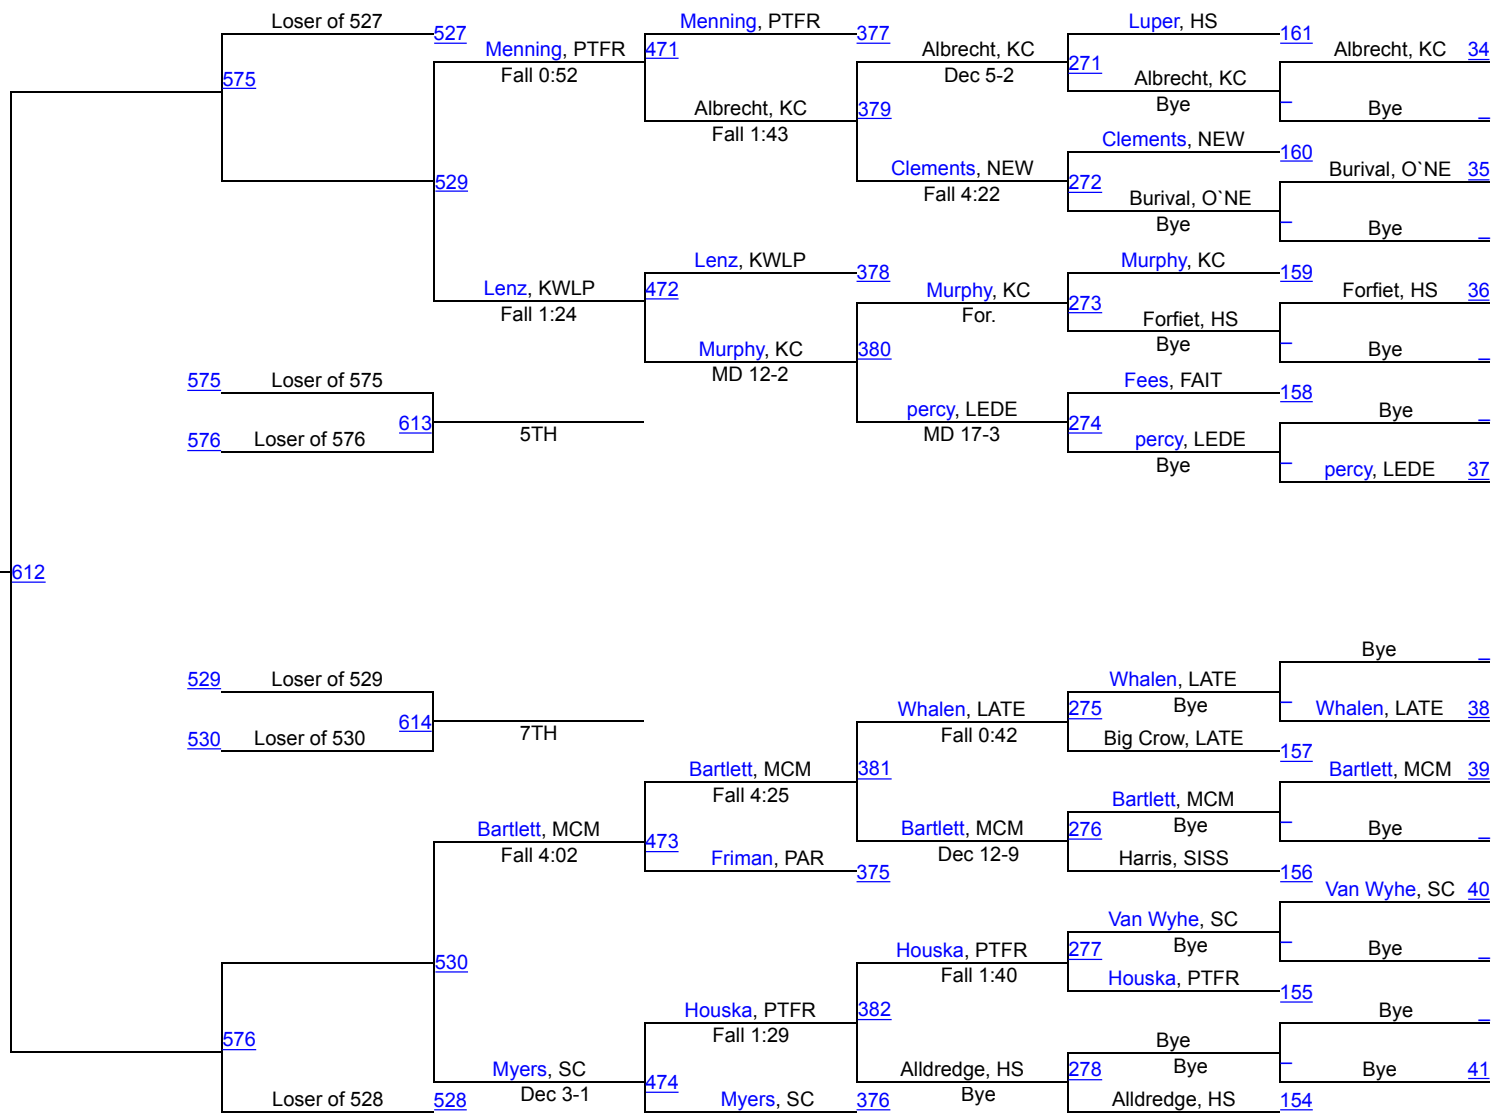 Loser of 527
527
575
Menning, PTFR
Fall 0:52
529
Lenz, KWLP
Fall 1:24
Menning, PTFR
377
471
Albrecht, KC
Fall 1:43
Lenz, KWLP
378
472
Murphy, KC
MD 12-2
Albrecht, KC
Dec 5-2
379
Clements, NEW
Fall 4:22
Murphy, KC
For.
380
percy, LEDE
MD 17-3
Luper, HS
161
271
Albrecht, KC
Bye
Clements, NEW
160
272
Burival, O`NE
Bye
Murphy, KC
159
273
Forfiet, HS
Bye
Fees, FAIT
158
274
percy, LEDE
Bye
Albrecht, KC 34
–
Bye _
Burival, O`NE 35
–
Bye _
Forfiet, HS 36
–
Bye _
Bye _
–
percy, LEDE 37
575 Loser of 575
613
5TH
576 Loser of 576
612
529 Loser of 529
614
7TH
530 Loser of 530
Bartlett, MCM
Fall 4:02
530
576
Myers, SC
Dec 3-1
Loser of 528
528
Bartlett, MCM
Fall 4:25
473
Friman, PAR
375
Houska, PTFR
Fall 1:29
474
Myers, SC
376
Whalen, LATE
Fall 0:42
381
Bartlett, MCM
Dec 12-9
Houska, PTFR
Fall 1:40
382
Alldredge, HS
Bye
Whalen, LATE
Bye
275
Big Crow, LATE
157
Bartlett, MCM
Bye
276
Harris, SISS
156
Van Wyhe, SC
Bye
277
Houska, PTFR
155
Bye
Bye
278
Alldredge, HS
154
Bye _
–
Whalen, LATE 38
Bartlett, MCM 39
–
Bye _
Van Wyhe, SC 40
–
Bye _
Bye _
–
Bye 41